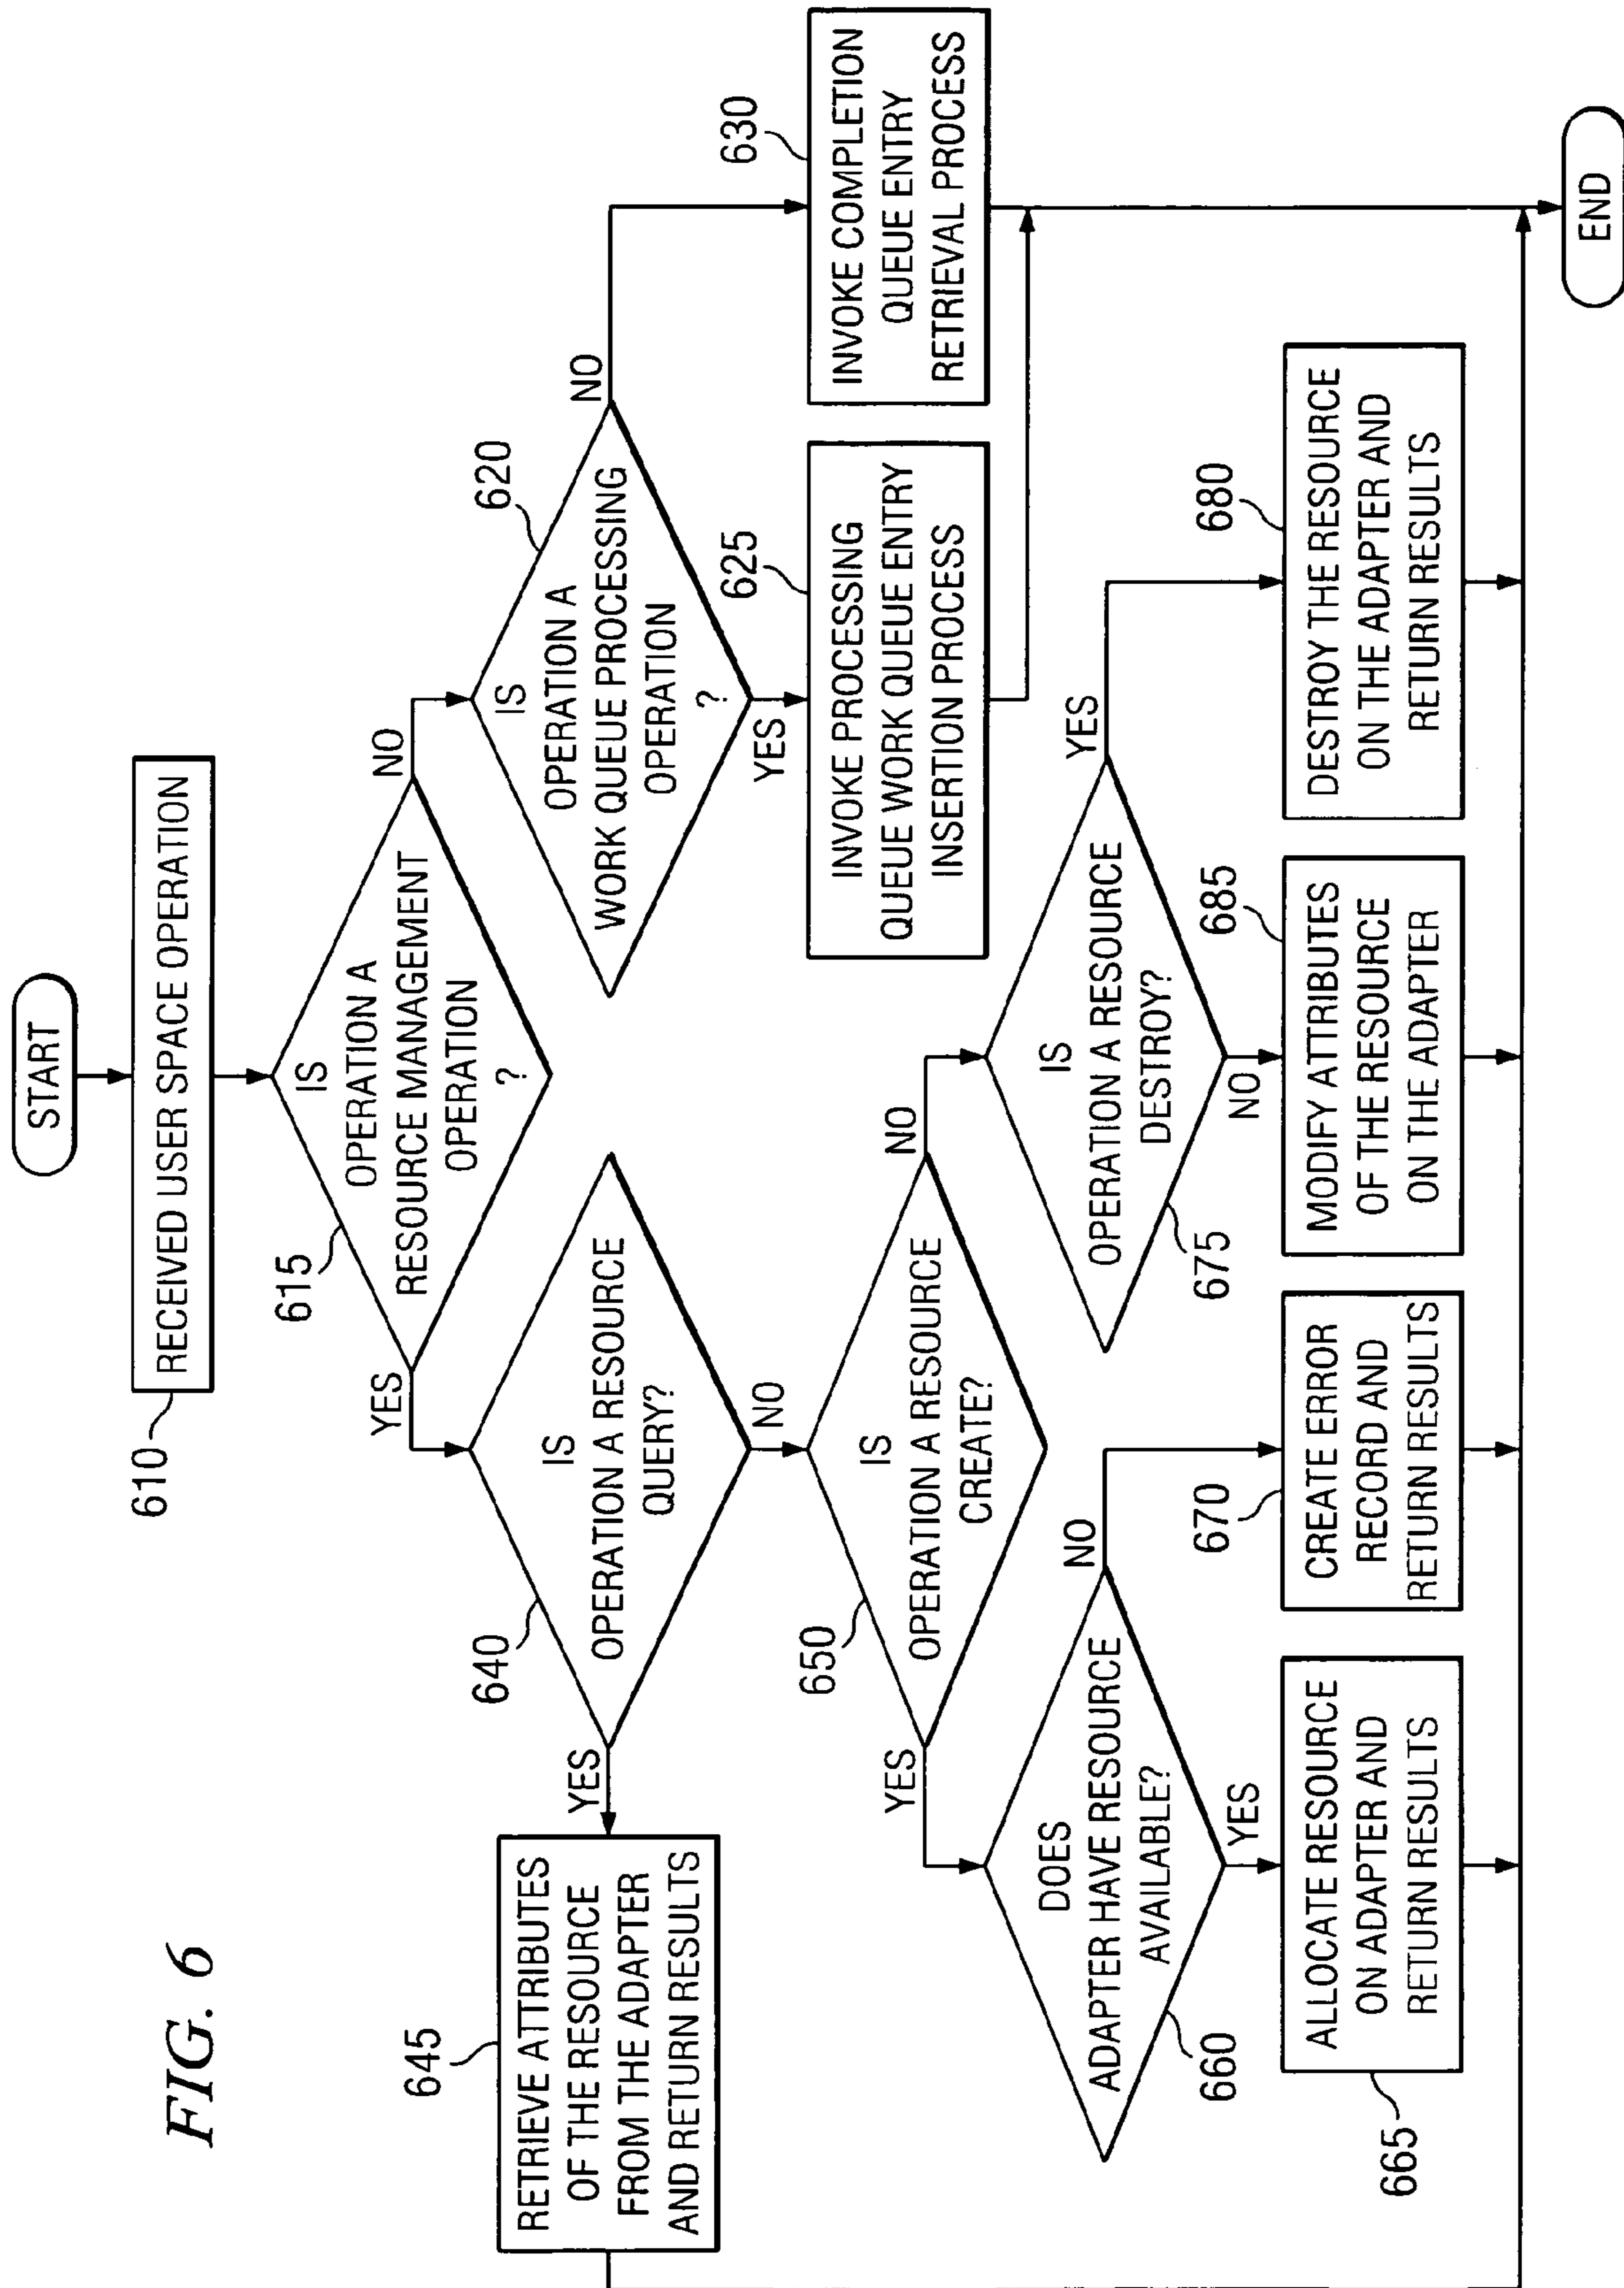 FIG. 6
START
610
RECEIVED USER SPACE OPERATION
615
IS
OPERATION A
RESOURCE MANAGEMENT
OPERATION
?
YES
NO
620
IS
OPERATION A
WORK QUEUE PROCESSING
OPERATION
?
NO
YES
625
INVOKE PROCESSING
QUEUE WORK QUEUE ENTRY
INSERTION PROCESS
630
INVOKE COMPLETION
QUEUE ENTRY
RETRIEVAL PROCESS
640
IS
OPERATION A RESOURCE
QUERY?
YES
NO
645
RETRIEVE ATTRIBUTES
OF THE RESOURCE
FROM THE ADAPTER
AND RETURN RESULTS
650
IS
OPERATION A RESOURCE
CREATE?
YES
NO
660
DOES
ADAPTER HAVE RESOURCE
AVAILABLE?
YES
NO
665
ALLOCATE RESOURCE
ON ADAPTER AND
RETURN RESULTS
670
CREATE ERROR
RECORD AND
RETURN RESULTS
675
IS
OPERATION A RESOURCE
DESTROY?
NO
YES
685
MODIFY ATTRIBUTES
OF THE RESOURCE
ON THE ADAPTER
680
DESTROY THE RESOURCE
ON THE ADAPTER AND
RETURN RESULTS
END